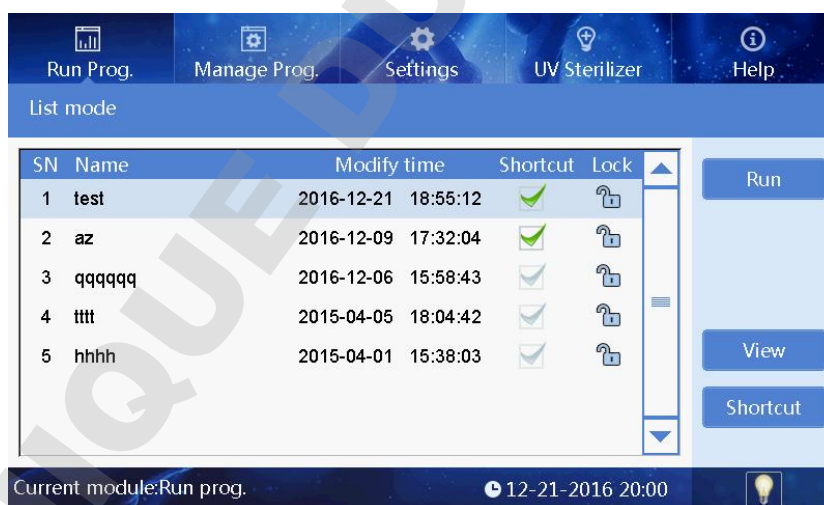 Run Prog. Manage Prog. Settings UV Sterilizer Help
List mode
SN Name Modify time Shortcut Lock
1 test 2016-12-21 18:55:12
2 az 2016-12-09 17:32:04
3 qqqqqq 2016-12-06 15:58:43
4 tttt 2015-04-05 18:04:42
5 hhhh 2015-04-01 15:38:03
Run
View
Shortcut
Current module:Run prog. 12-21-2016 20:00